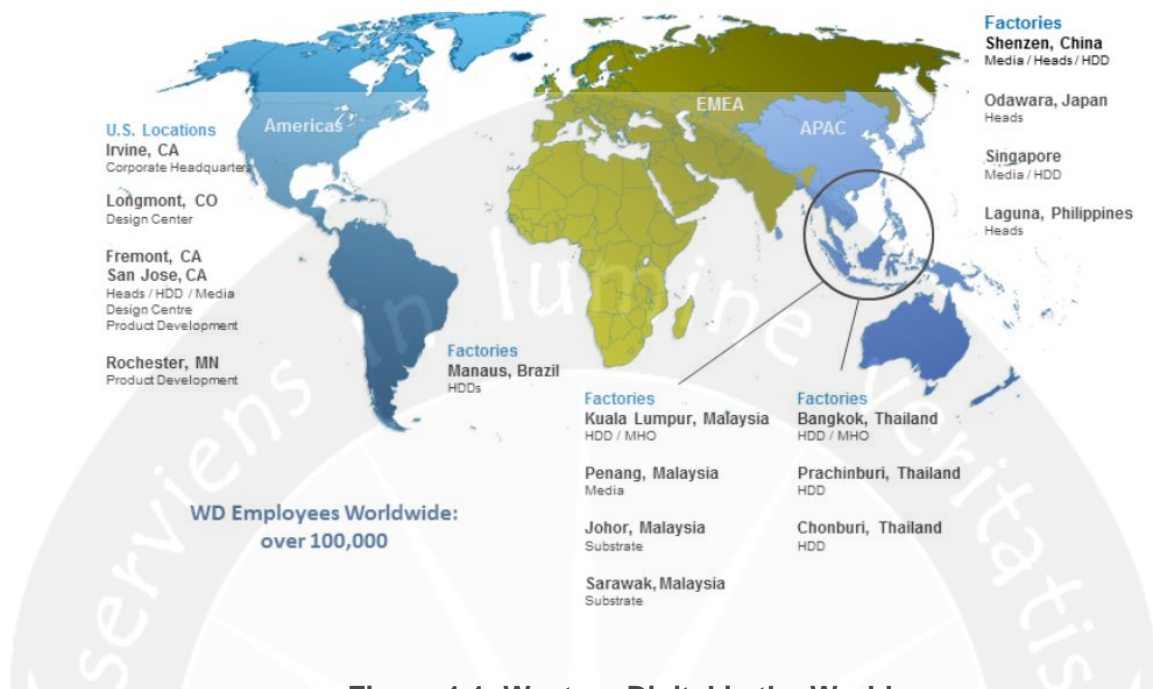 Factories
Shenzen, China
Media / Heads / HDD
Odawara, Japan
Heads
Singapore
Media / HDD
Laguna, Philippines
Heads
Americas
EMEA
APAC
U.S. Locations
Irvine, CA
Corporate Headquarters
Longmont, CO
Design Center
Fremont, CA
San Jose, CA
Heads / HDD / Media
Design Centre
Product Development
Rochester, MN
Product Development
Factories
Manaus, Brazil
HDDs
Factories
Kuala Lumpur, Malaysia
HDD / MHO
Penang, Malaysia
Media
Johor, Malaysia
Substrate
Sarawak, Malaysia
Substrate
Factories
Bangkok, Thailand
HDD / MHO
Prachinburi, Thailand
HDD
Chonburi, Thailand
HDD
WD Employees Worldwide:
over 100,000
serviens in lumine veritatis